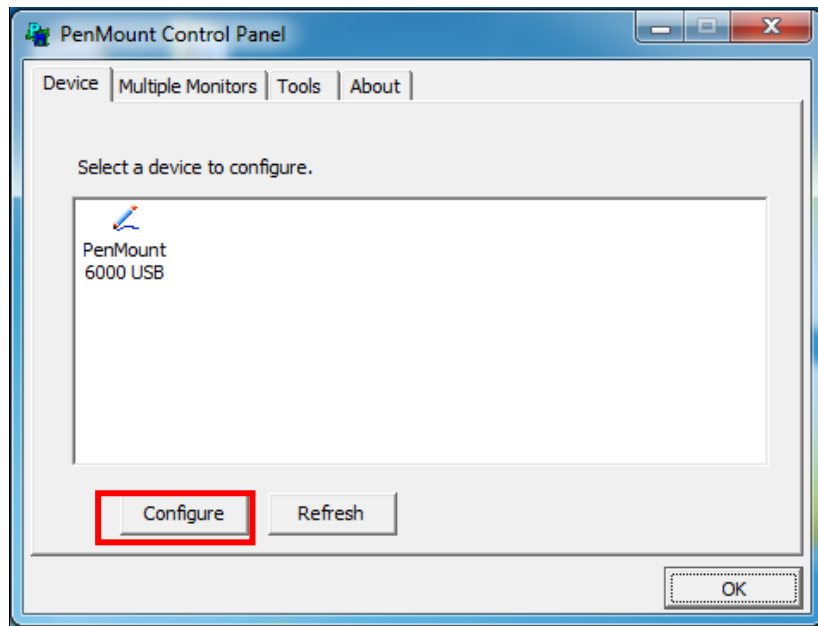 PenMount Control Panel
Device Multiple Monitors Tools About
Select a device to configure.
PenMount
6000 USB
Configure Refresh
OK